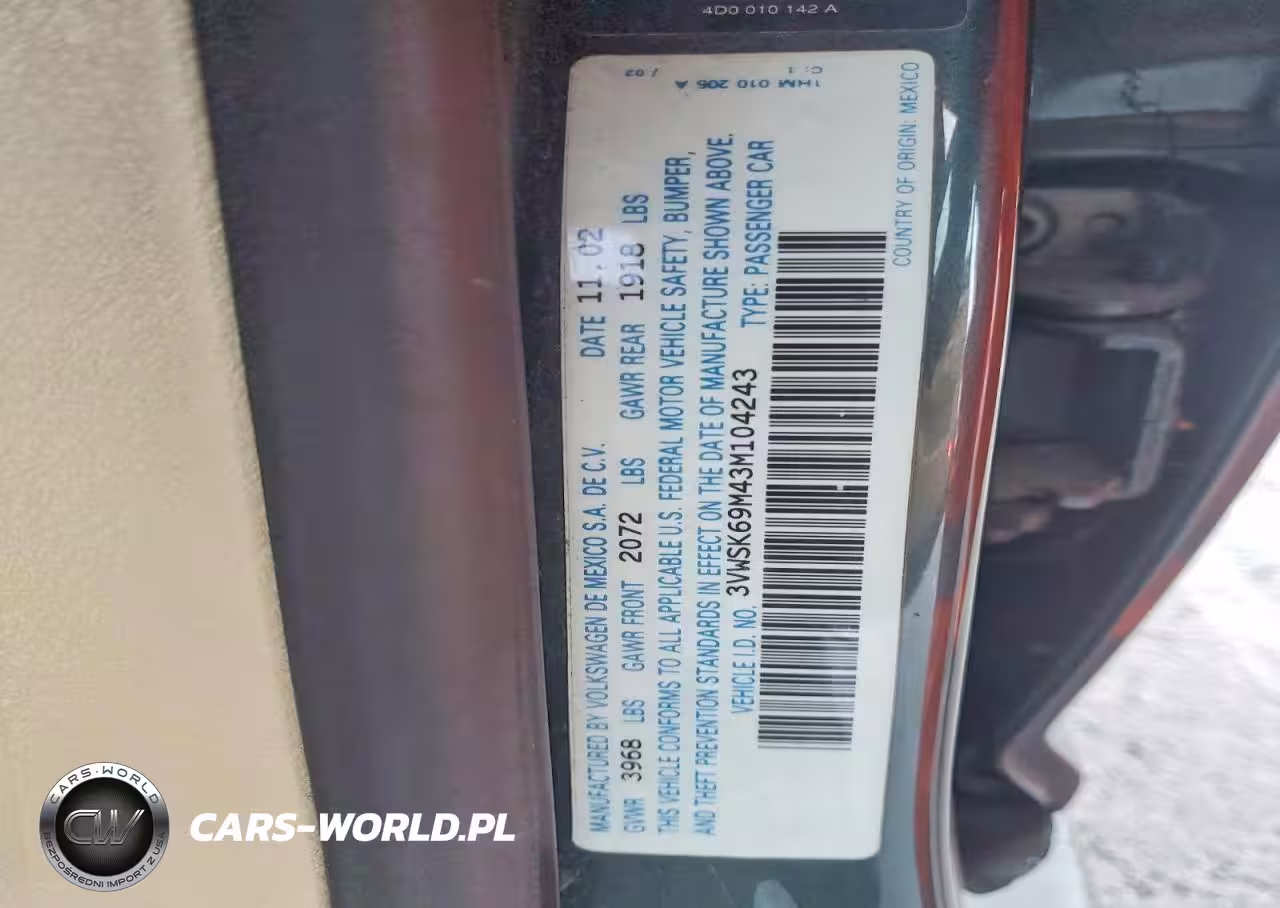 4D0 010 142 A
1HM 010 205 A
C: 1
/ 02
MANUFACTURED BY VOLKSWAGEN DE MEXICO S.A. DE C.V. DATE 11.02
GVWR 3968 LBS GAWR FRONT 2072 LBS GAWR REAR 1918 LBS
THIS VEHICLE CONFORMS TO ALL APPLICABLE U.S. FEDERAL MOTOR VEHICLE SAFETY, BUMPER,
AND THEFT PREVENTION STANDARDS IN EFFECT ON THE DATE OF MANUFACTURE SHOWN ABOVE.
VEHICLE I.D. NO. 3VWSK69M43M104243 TYPE: PASSENGER CAR
COUNTRY OF ORIGIN: MEXICO
CARS-WORLD
CW
BEZPOŚREDNI IMPORT Z USA
CARS-WORLD.PL